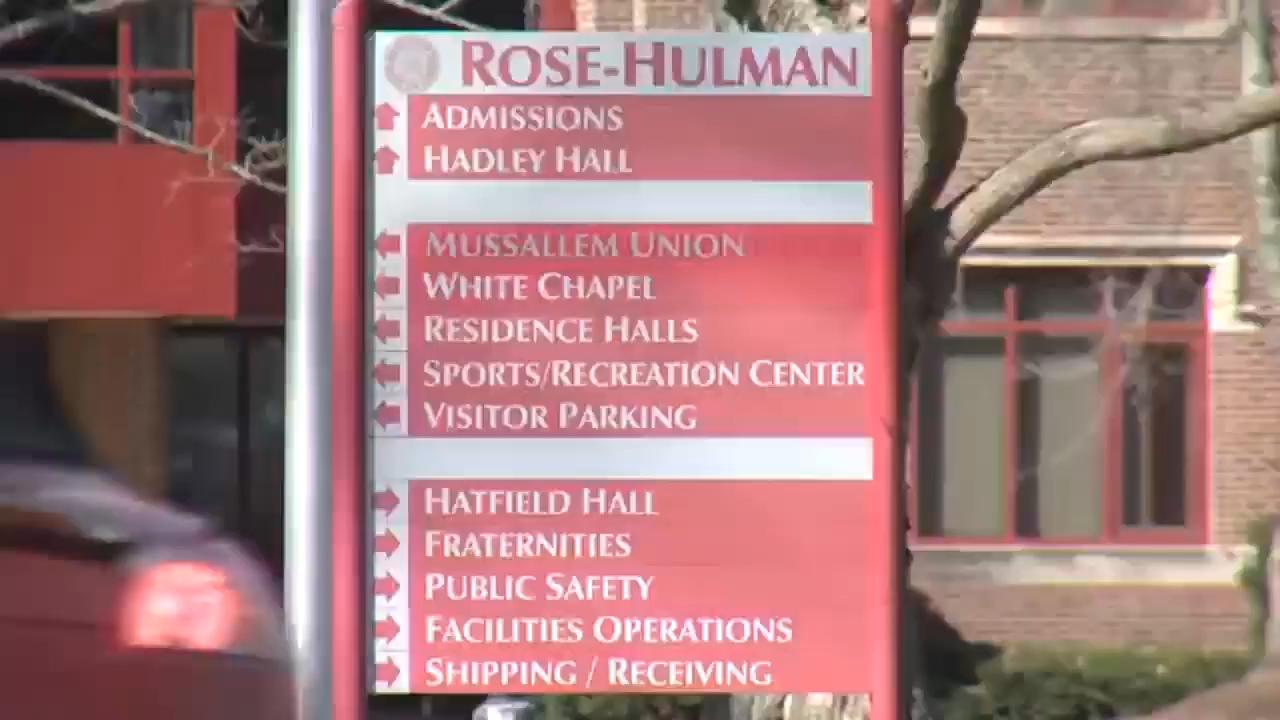 ROSE-HULMAN
ADMISSIONS
HADLEY HALL
MUSSALLEM UNION
WHITE CHAPEL
RESIDENCE HALLS
SPORTS/RECREATION CENTER
VISITOR PARKING
HATFIELD HALL
FRATERNITIES
PUBLIC SAFETY
FACILITIES OPERATIONS
SHIPPING / RECEIVING